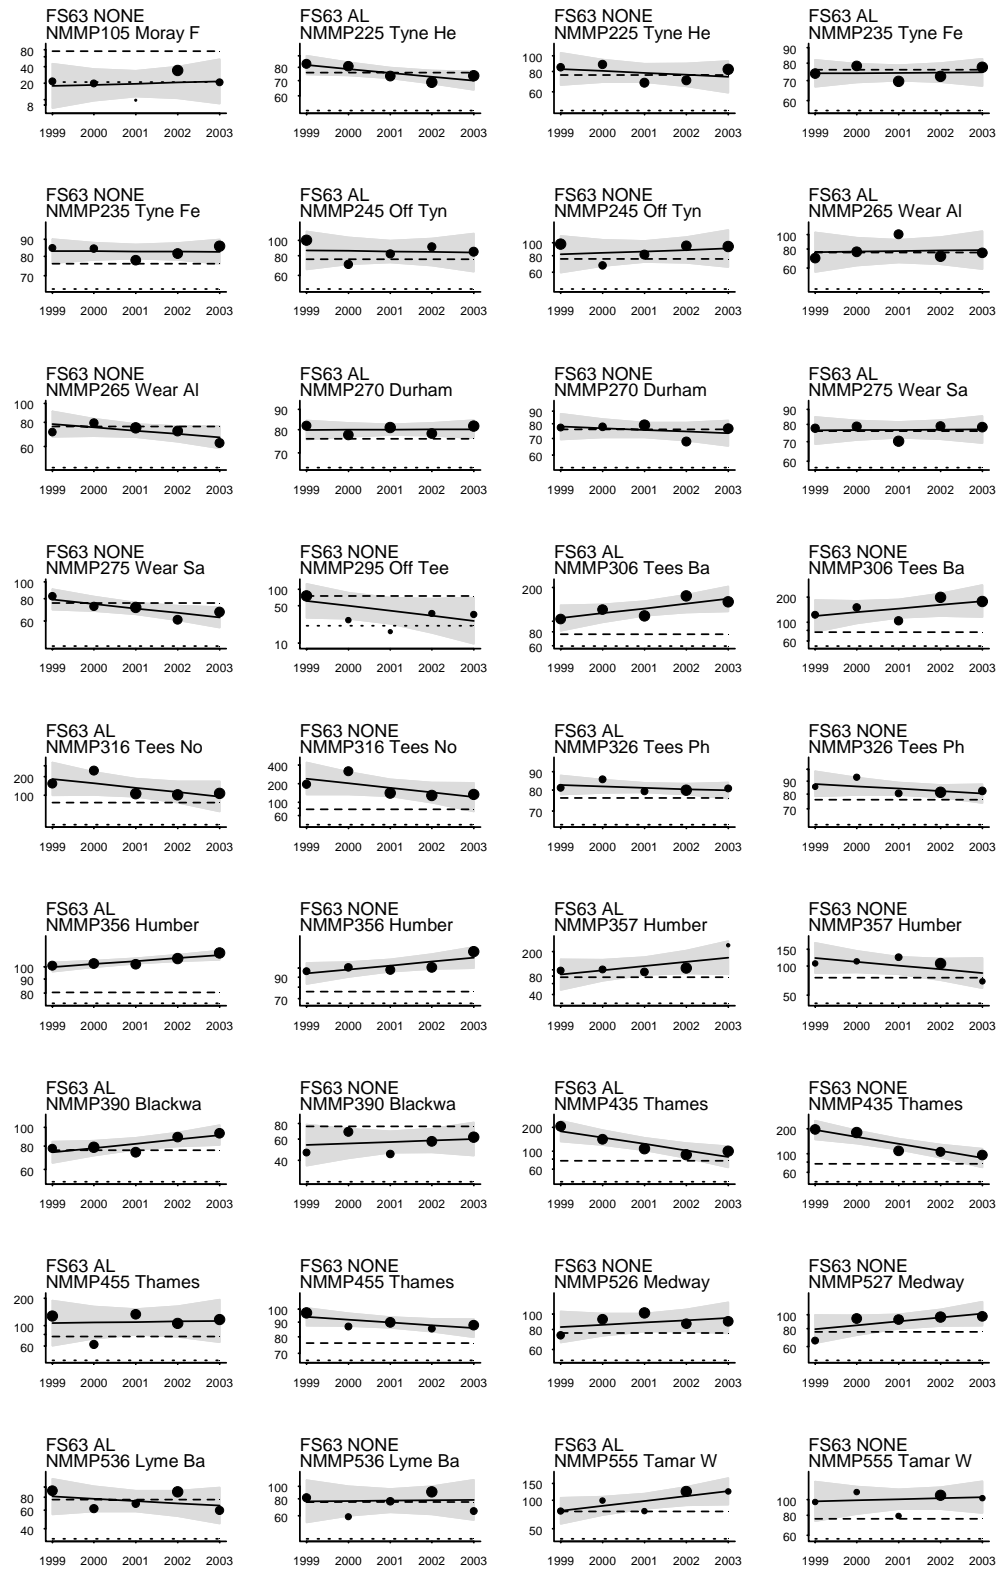 FS63 NONE
NMMP105 Moray F
80
40
20
8
1999 2000 2001 2002 2003
FS63 AL
NMMP225 Tyne He
80
70
60
1999 2000 2001 2002 2003
FS63 NONE
NMMP225 Tyne He
100
80
60
1999 2000 2001 2002 2003
FS63 AL
NMMP235 Tyne Fe
90
80
70
60
1999 2000 2001 2002 2003
FS63 NONE
NMMP235 Tyne Fe
90
80
70
1999 2000 2001 2002 2003
FS63 AL
NMMP245 Off Tyn
100
80
60
1999 2000 2001 2002 2003
FS63 NONE
NMMP245 Off Tyn
100
80
60
1999 2000 2001 2002 2003
FS63 AL
NMMP265 Wear Al
100
80
60
1999 2000 2001 2002 2003
FS63 NONE
NMMP265 Wear Al
100
80
60
1999 2000 2001 2002 2003
FS63 AL
NMMP270 Durham
90
80
70
1999 2000 2001 2002 2003
FS63 NONE
NMMP270 Durham
90
80
70
60
1999 2000 2001 2002 2003
FS63 AL
NMMP275 Wear Sa
90
80
70
60
1999 2000 2001 2002 2003
FS63 NONE
NMMP275 Wear Sa
100
80
60
1999 2000 2001 2002 2003
FS63 NONE
NMMP295 Off Tee
100
50
10
1999 2000 2001 2002 2003
FS63 AL
NMMP306 Tees Ba
200
80
60
1999 2000 2001 2002 2003
FS63 NONE
NMMP306 Tees Ba
200
100
60
1999 2000 2001 2002 2003
FS63 AL
NMMP316 Tees No
200
100
1999 2000 2001 2002 2003
FS63 NONE
NMMP316 Tees No
400
200
100
60
1999 2000 2001 2002 2003
FS63 AL
NMMP326 Tees Ph
90
80
70
1999 2000 2001 2002 2003
FS63 NONE
NMMP326 Tees Ph
90
80
70
1999 2000 2001 2002 2003
FS63 AL
NMMP356 Humber
100
90
80
1999 2000 2001 2002 2003
FS63 NONE
NMMP356 Humber
90
70
1999 2000 2001 2002 2003
FS63 AL
NMMP357 Humber
200
80
40
1999 2000 2001 2002 2003
FS63 NONE
NMMP357 Humber
150
100
50
1999 2000 2001 2002 2003
FS63 AL
NMMP390 Blackwa
100
80
60
1999 2000 2001 2002 2003
FS63 NONE
NMMP390 Blackwa
80
60
40
1999 2000 2001 2002 2003
FS63 AL
NMMP435 Thames
200
100
60
1999 2000 2001 2002 2003
FS63 NONE
NMMP435 Thames
200
100
60
1999 2000 2001 2002 2003
FS63 AL
NMMP455 Thames
200
100
60
1999 2000 2001 2002 2003
FS63 NONE
NMMP455 Thames
100
90
80
70
1999 2000 2001 2002 2003
FS63 NONE
NMMP526 Medway
100
80
60
1999 2000 2001 2002 2003
FS63 NONE
NMMP527 Medway
100
80
60
1999 2000 2001 2002 2003
FS63 AL
NMMP536 Lyme Ba
80
60
40
1999 2000 2001 2002 2003
FS63 NONE
NMMP536 Lyme Ba
100
80
60
1999 2000 2001 2002 2003
FS63 AL
NMMP555 Tamar W
150
100
50
1999 2000 2001 2002 2003
FS63 NONE
NMMP555 Tamar W
100
80
60
1999 2000 2001 2002 2003